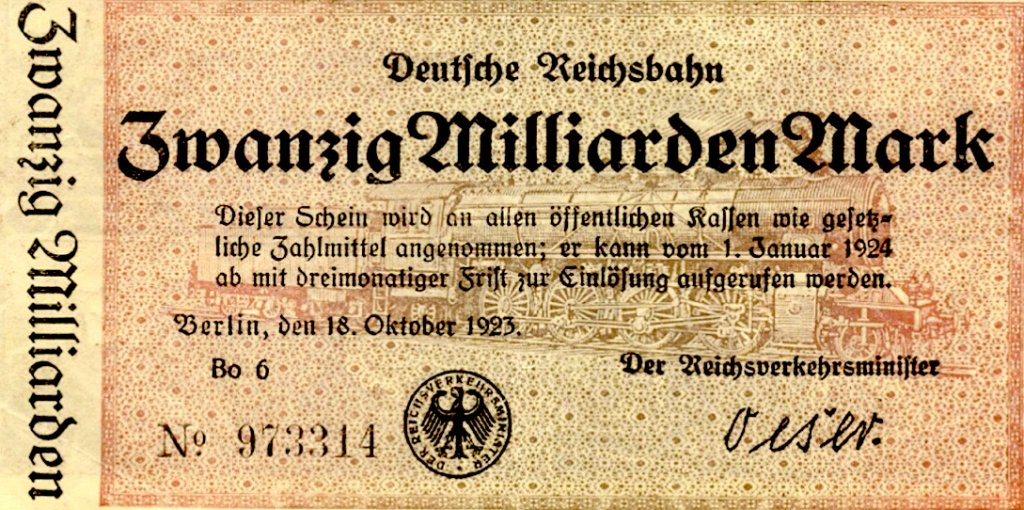 Zwanzig Milliarden
Deutsche Reichsbahn
Zwanzig Milliarden Mark
Dieser Schein wird an allen öffentlichen Kassen wie gesetz-
liche Zahlmittel angenommen; er kann vom 1. Januar 1924
ab mit dreimonatiger Frist zur Einlösung aufgerufen werden.
Berlin, den 18. Oktober 1923.
Bo 6
Der Reichsverkehrsminister
№ 973314
DER REICHSVERKEHRSMINISTER
Oeser.